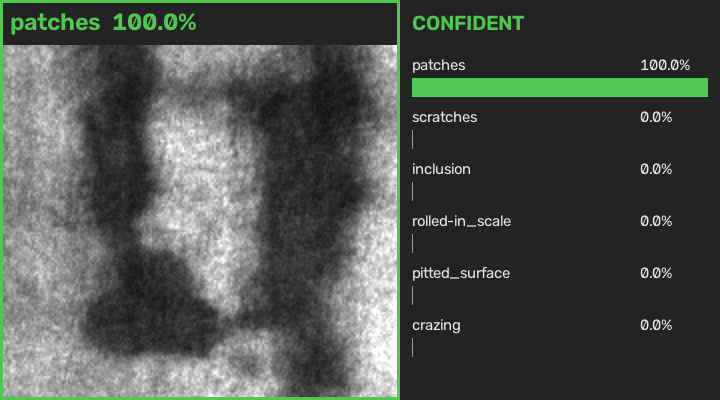 patches 100.0%
CONFIDENT
patches 100.0%
scratches 0.0%
inclusion 0.0%
rolled-in_scale 0.0%
pitted_surface 0.0%
crazing 0.0%